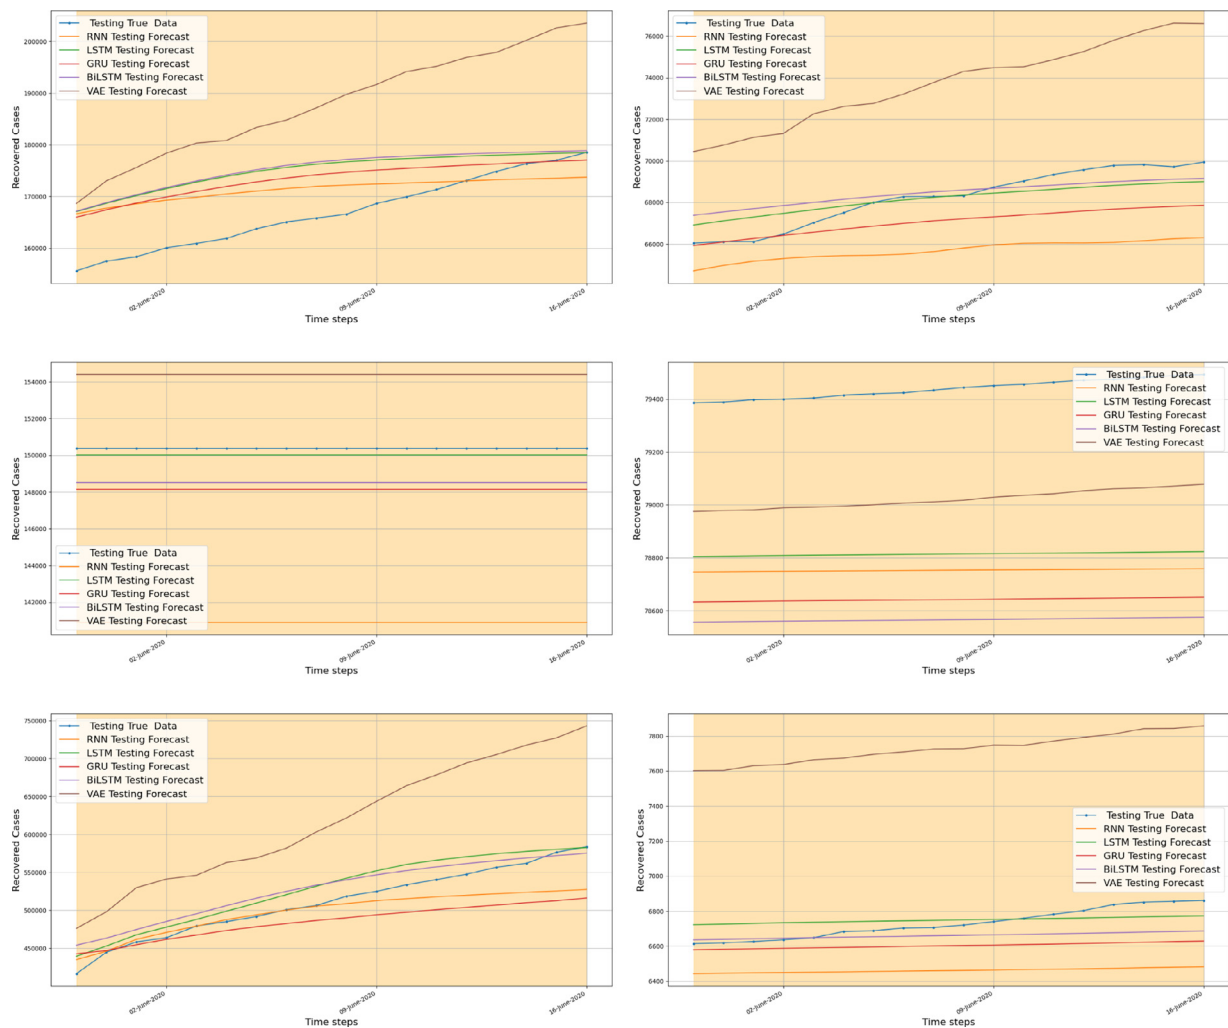 200000
190000
180000
170000
160000
Recovered Cases
Testing True Data
RNN Testing Forecast
LSTM Testing Forecast
GRU Testing Forecast
BiLSTM Testing Forecast
VAE Testing Forecast
02-June-2020
09-June-2020
16-June-2020
Time steps
76000
74000
72000
70000
68000
66000
Recovered Cases
Testing True Data
RNN Testing Forecast
LSTM Testing Forecast
GRU Testing Forecast
BiLSTM Testing Forecast
VAE Testing Forecast
02-June-2020
09-June-2020
16-June-2020
Time steps
154000
152000
150000
148000
146000
144000
142000
Recovered Cases
Testing True Data
RNN Testing Forecast
LSTM Testing Forecast
GRU Testing Forecast
BiLSTM Testing Forecast
VAE Testing Forecast
02-June-2020
09-June-2020
16-June-2020
Time steps
79400
79200
79000
78800
78600
Recovered Cases
Testing True Data
RNN Testing Forecast
LSTM Testing Forecast
GRU Testing Forecast
BiLSTM Testing Forecast
VAE Testing Forecast
02-June-2020
09-June-2020
16-June-2020
Time steps
750000
700000
650000
600000
550000
500000
450000
Recovered Cases
Testing True Data
RNN Testing Forecast
LSTM Testing Forecast
GRU Testing Forecast
BiLSTM Testing Forecast
VAE Testing Forecast
02-June-2020
09-June-2020
16-June-2020
Time steps
7800
7600
7400
7200
7000
6800
6600
6400
Recovered Cases
Testing True Data
RNN Testing Forecast
LSTM Testing Forecast
GRU Testing Forecast
BiLSTM Testing Forecast
VAE Testing Forecast
02-June-2020
09-June-2020
16-June-2020
Time steps